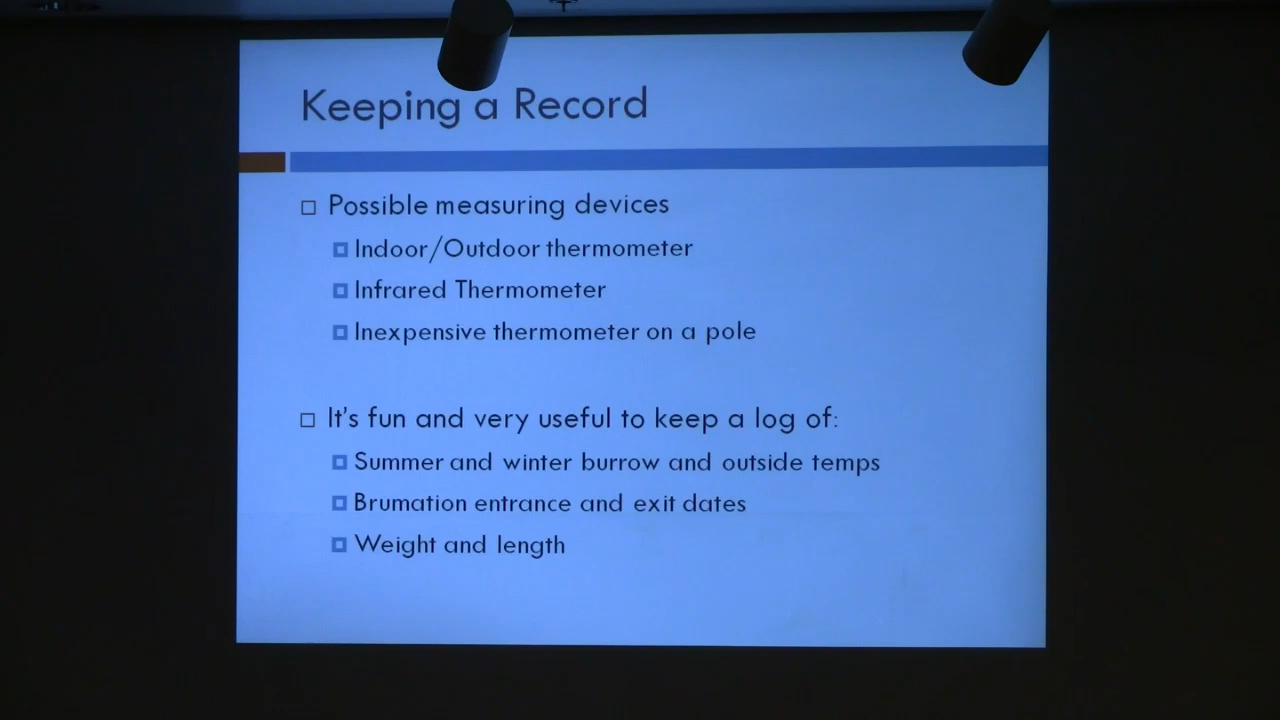 Keeping a Record
Possible measuring devices
Indoor/Outdoor thermometer
Infrared Thermometer
Inexpensive thermometer on a pole
It's fun and very useful to keep a log of:
Summer and winter burrow and outside temps
Brumation entrance and exit dates
Weight and length